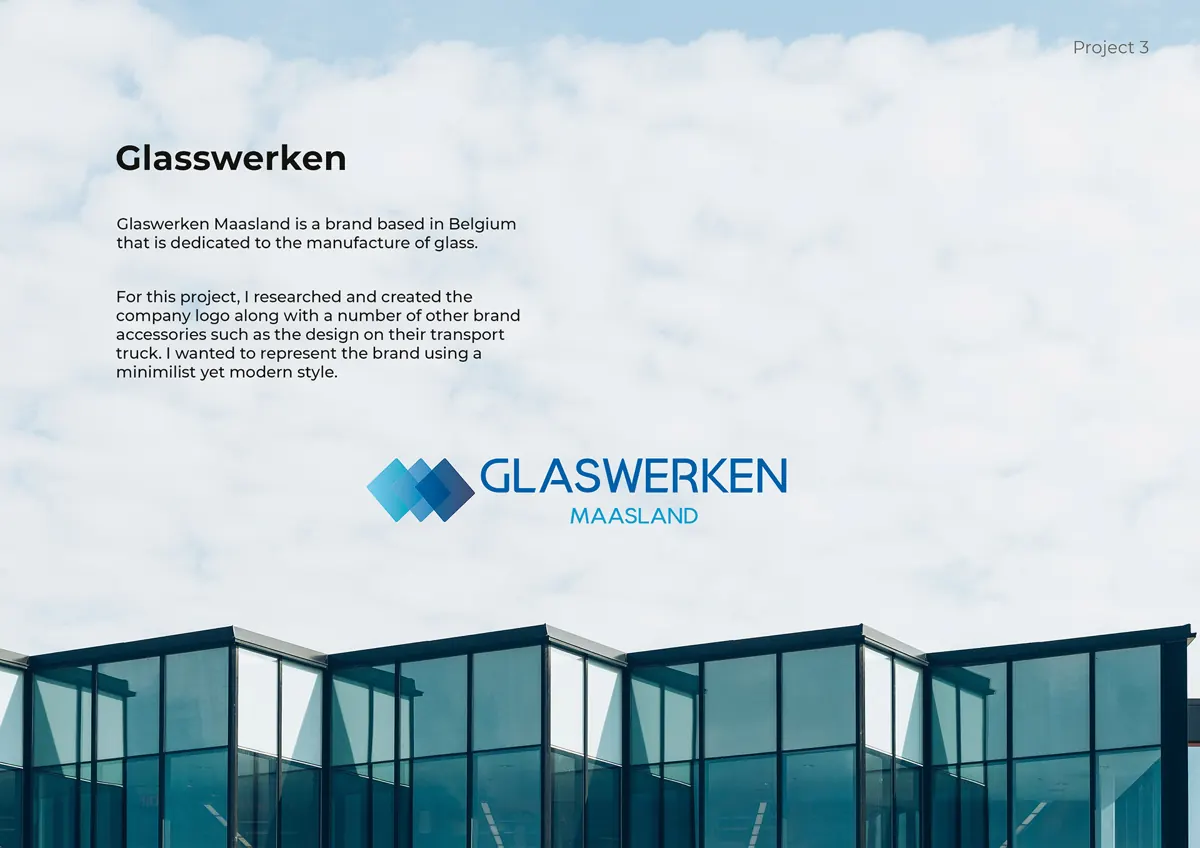 Project 3
Glasswerken
Glaswerken Maasland is a brand based in Belgium
that is dedicated to the manufacture of glass.
For this project, I researched and created the
company logo along with a number of other brand
accessories such as the design on their transport
truck. I wanted to represent the brand using a
minimilist yet modern style.
GLASWERKEN
MAASLAND